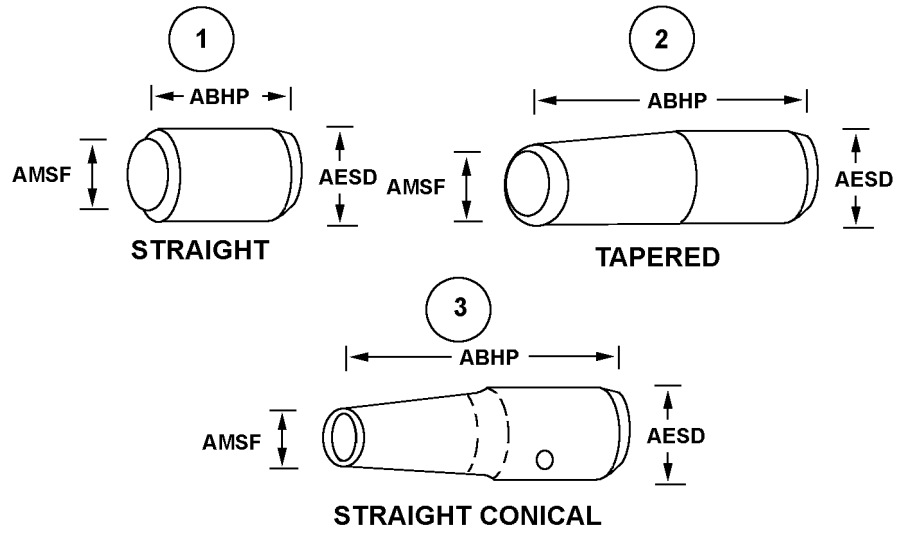 1
ABHP
AMSF
AESD
STRAIGHT
2
ABHP
AMSF
AESD
TAPERED
3
ABHP
AMSF
AESD
STRAIGHT CONICAL